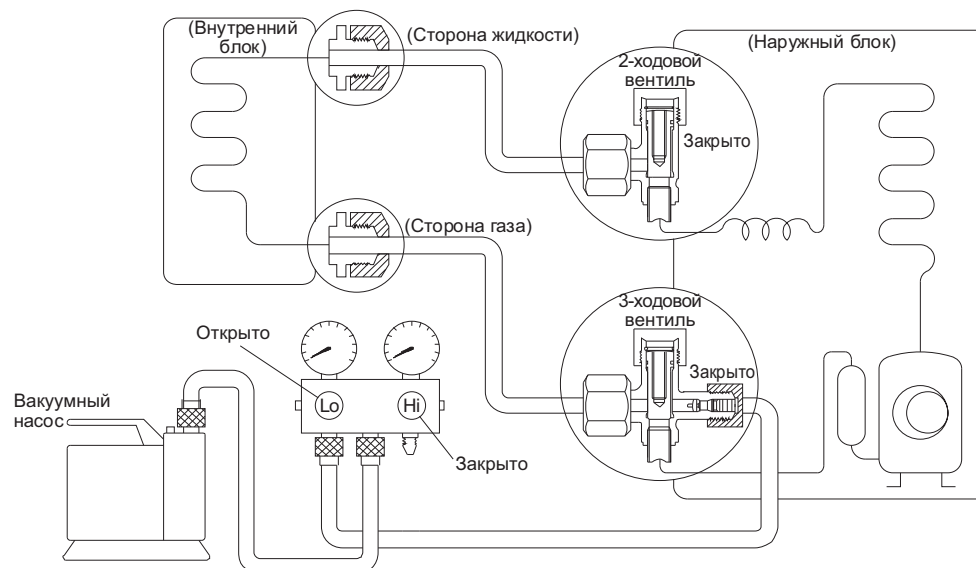 (Внутренний
блок)
(Сторона жидкости)
(Наружный блок)
2-ходовой
вентиль
Закрыто
(Сторона газа)
3-ходовой
вентиль
Закрыто
Открыто
Lo
Hi
Вакуумный
насос
Закрыто